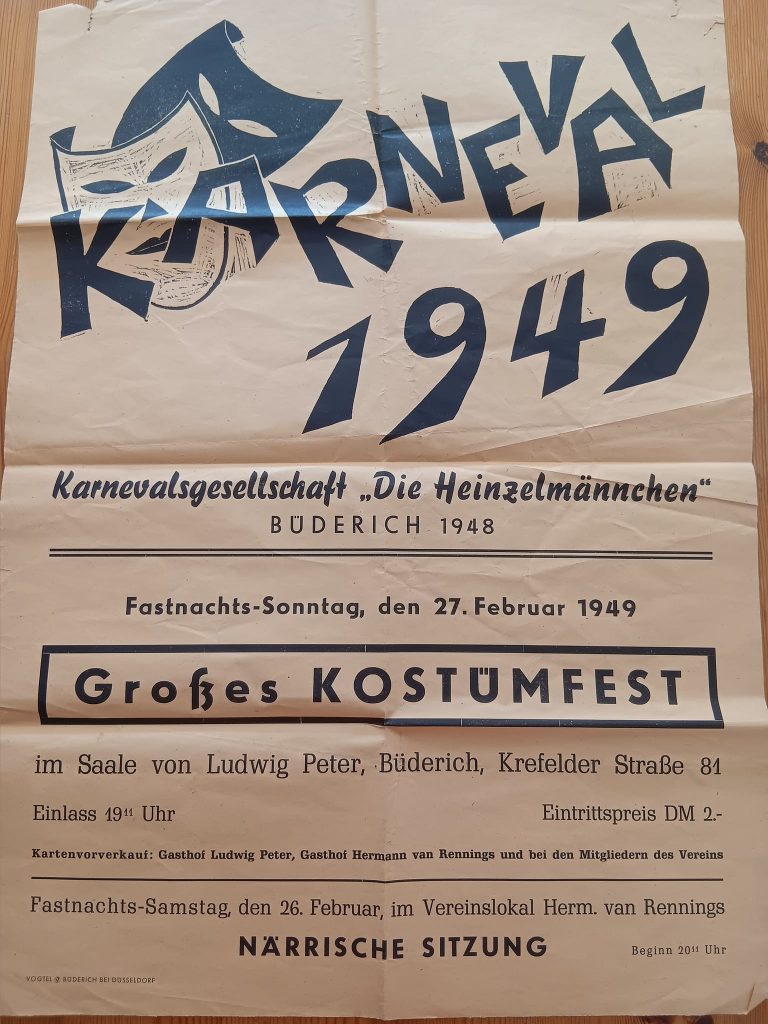 KARNEVAL
1949
Karnevalsgesellschaft „Die Heinzelmännchen“
BÜDERICH 1948
Fastnachts-Sonntag, den 27. Februar 1949
Großes KOSTÜMFEST
im Saale von Ludwig Peter, Büderich, Krefelder Straße 81
Einlass 19¹¹ Uhr Eintrittspreis DM 2.-
Kartenvorverkauf: Gasthof Ludwig Peter, Gasthof Hermann van Rennings und bei den Mitgliedern des Vereins
Fastnachts-Samstag, den 26. Februar, im Vereinslokal Herm. van Rennings
NÄRRISCHE SITZUNG Beginn 20¹¹ Uhr
VOGTEL BÜDERICH BEI DÜSSELDORF